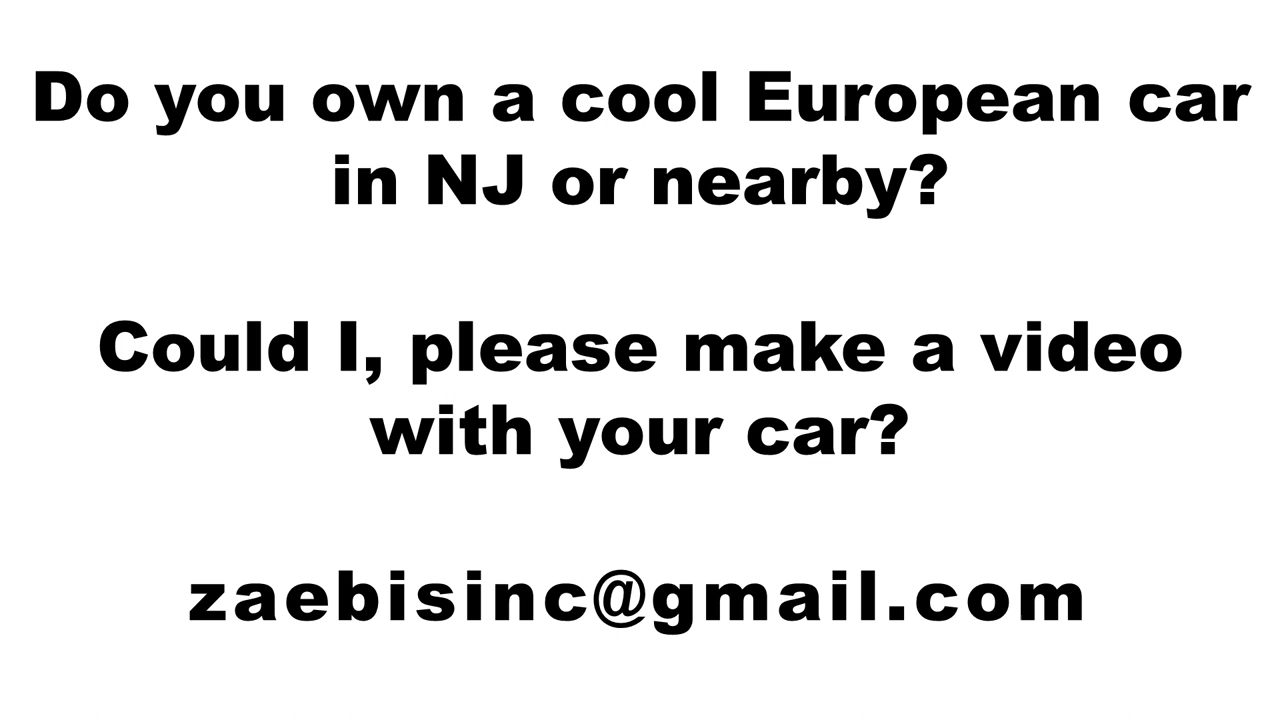 Do you own a cool European car
in NJ or nearby?
Could I, please make a video
with your car?
zaebisinc@gmail.com